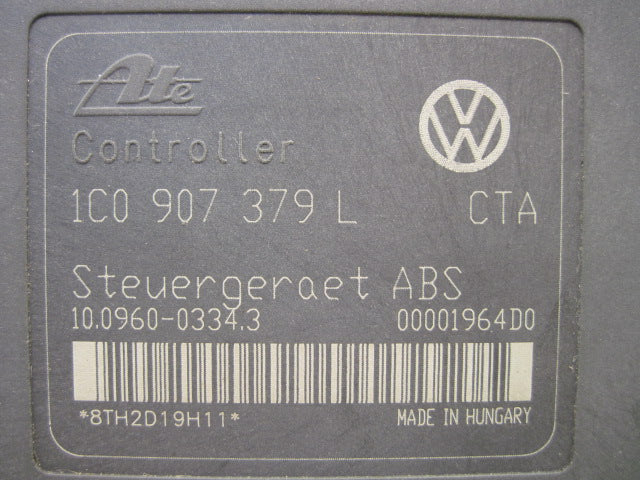 Ate
Controller
1C0 907 379 L CTA
Steuergeraet ABS
10.0960-0334.3 00001964D0
*8TH2D19H11* MADE IN HUNGARY